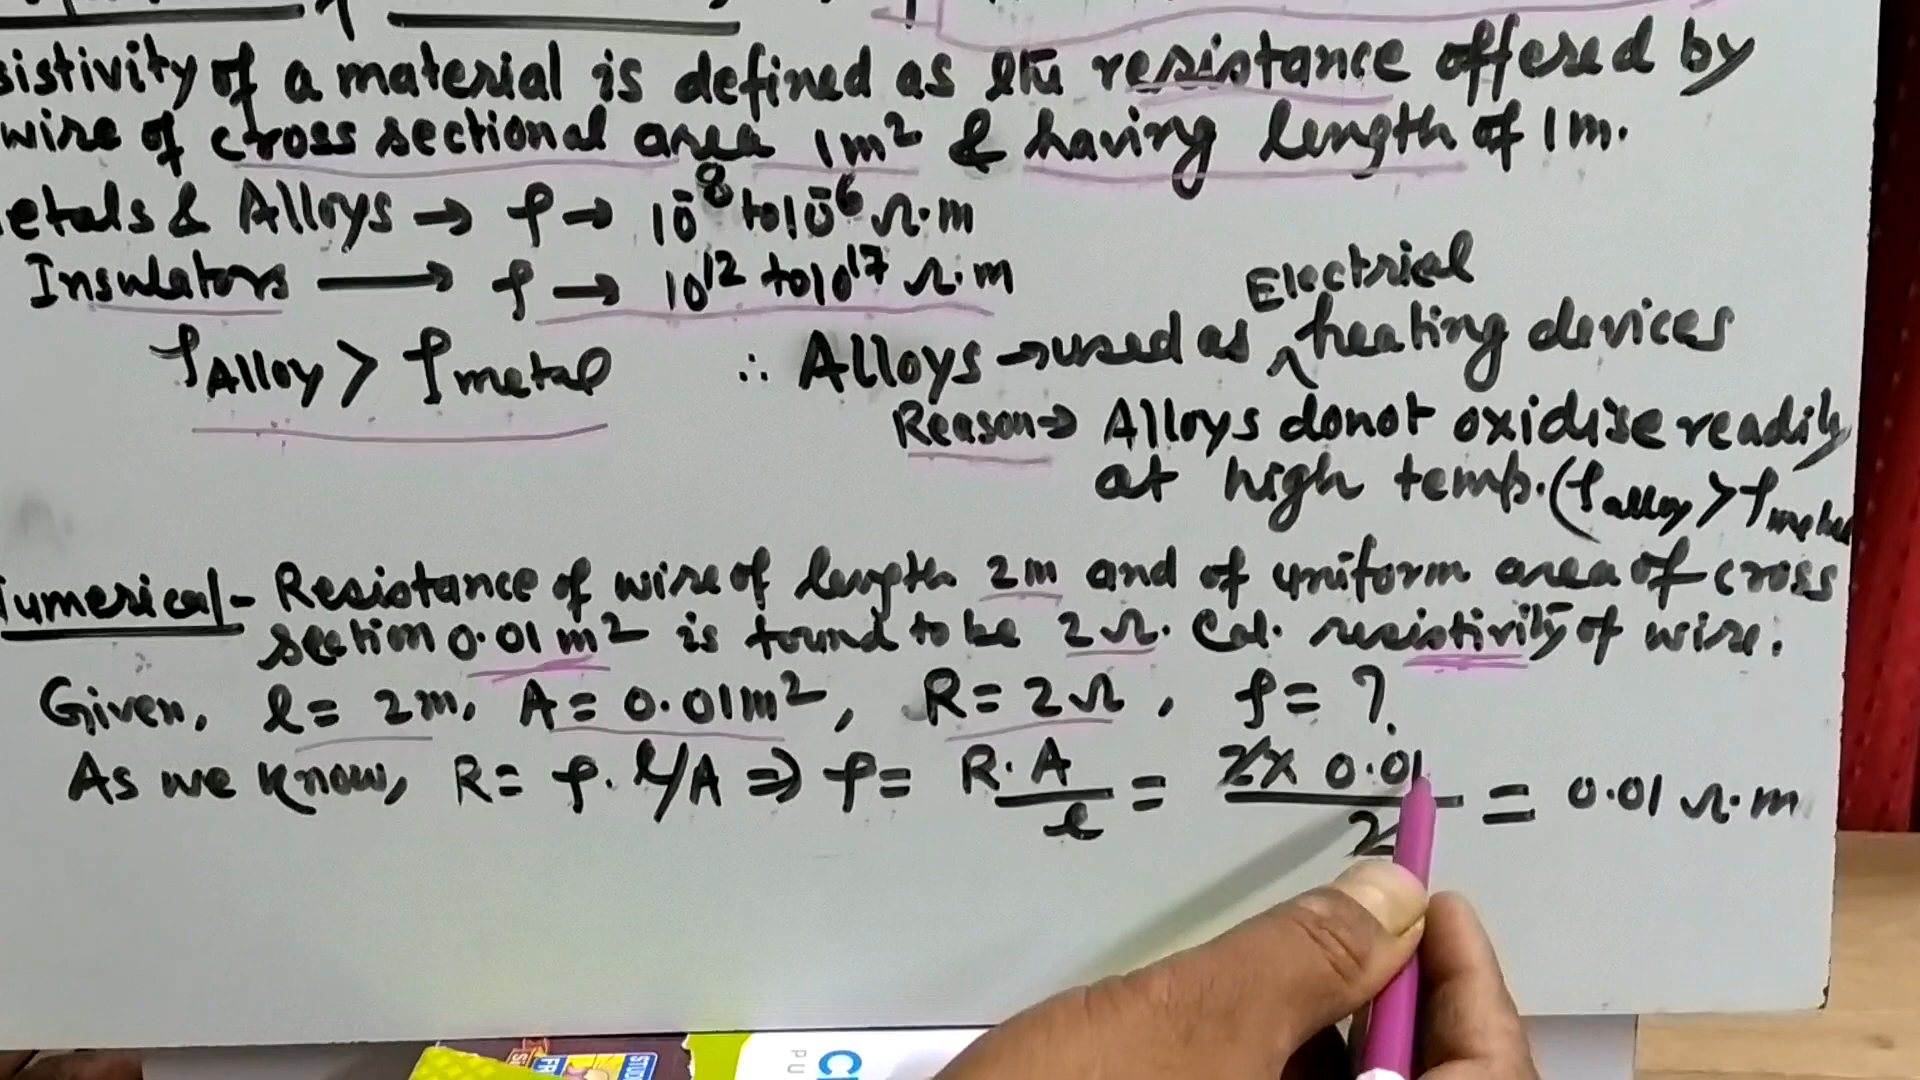 sistivity of a material is defined as the resistance offered by
wire of cross sectional area 1m² & having length of 1m.
etals & Alloys → ρ → 10⁻⁸ to 10⁻⁶ Ω·m
Insulators ⟶ ρ → 10¹² to 10¹⁷ Ω·m
ρAlloy > ρmetal ∴ Alloys → used as Electrical heating devices
Reason → Alloys donot oxidise readily
at high temp. (ρalloy > ρmetal
Numerical - Resistance of wire of length 2m and of uniform area of cross
section 0.01 m² is found to be 2Ω. Cal. resistivity of wire.
Given, l = 2m, A = 0.01m², R = 2Ω, ρ = ?
As we know, R = ρ. l/A ⇒ ρ = R.A/l = 2x 0.01/2 = 0.01 Ω.m
PU